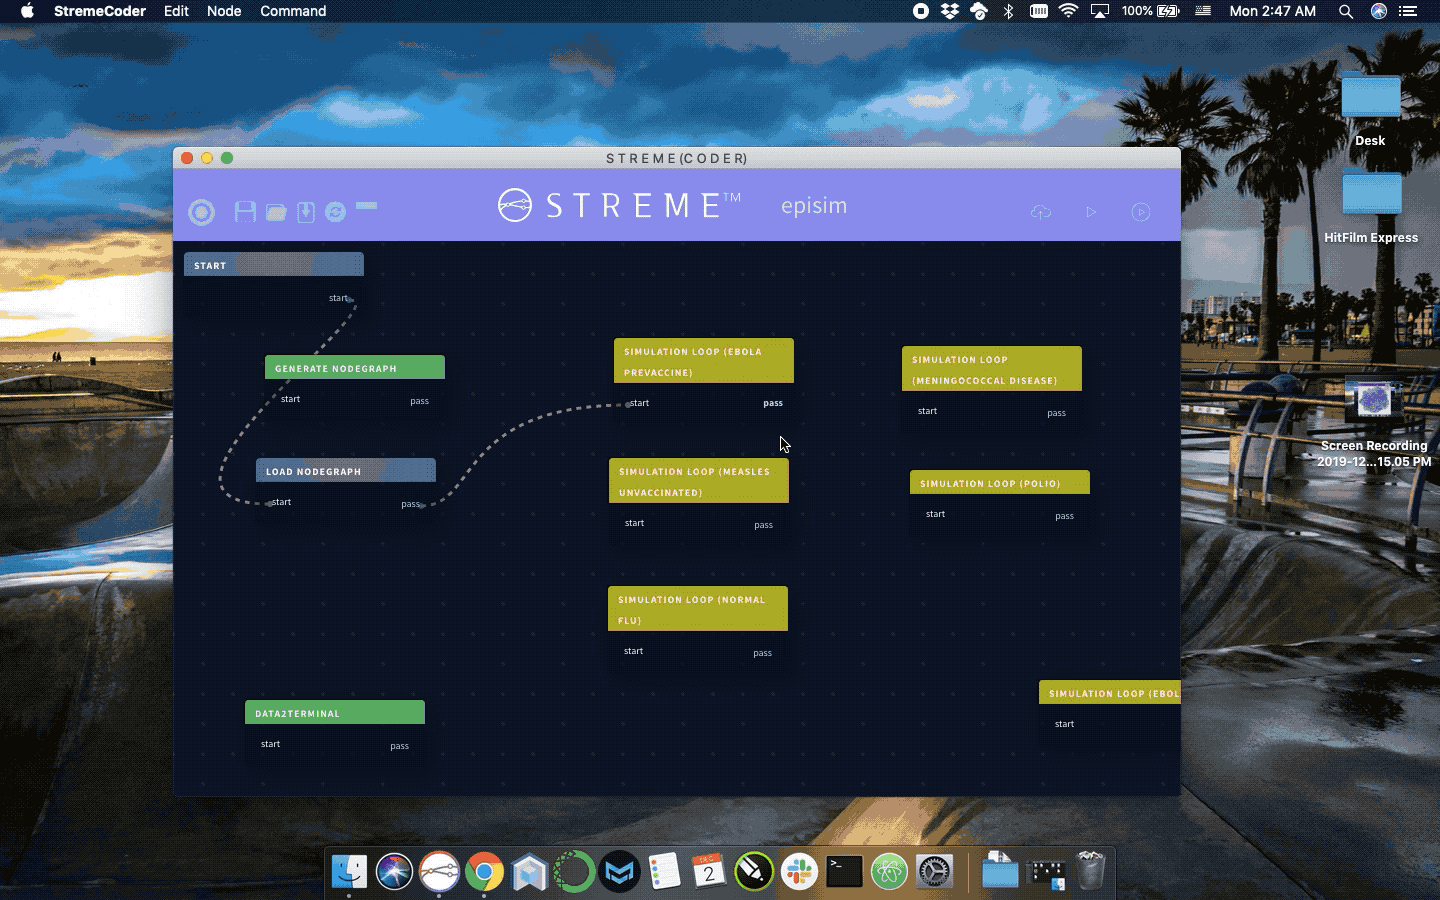 StremeCoder Edit Node Command
100% Mon 2:47 AM
Desk
HitFilm Express
Screen Recording
2019-12...15.05 PM
STREME(CODER)
STREME™ episim
START
start
GENERATE NODEGRAPH
start pass
LOAD NODEGRAPH
start pass
DATA2TERMINAL
start pass
SIMULATION LOOP (EBOLA
PREVACCINE)
start pass
SIMULATION LOOP (MEASLES
UNVACCINATED)
start pass
SIMULATION LOOP (NORMAL
FLU)
start pass
SIMULATION LOOP
(MENINGOCOCCAL DISEASE)
start pass
SIMULATION LOOP (POLIO)
start pass
SIMULATION LOOP (EBOL
start
DEC
2